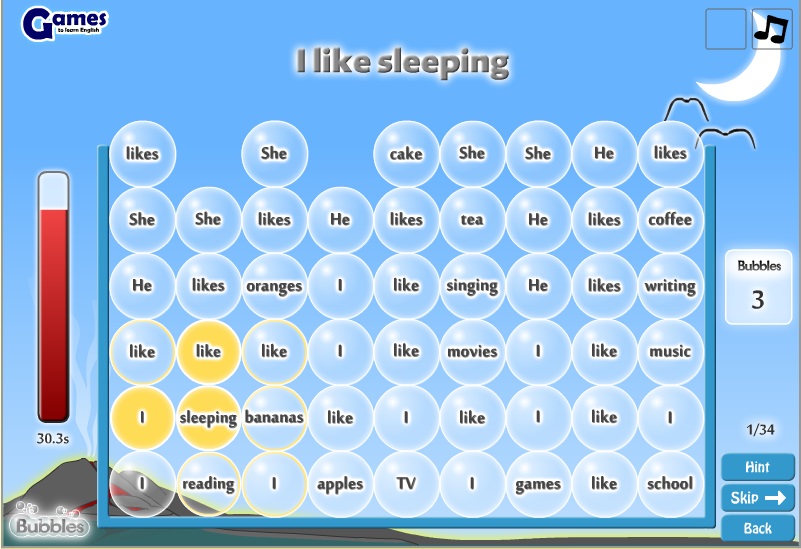 Games
to learn English
I like sleeping
likes She cake She She He likes
She She likes He likes tea He likes coffee
He likes oranges I like singing He likes writing
like like like I like movies I like music
I sleeping bananas like I like I like I
I reading I apples TV I games like school
30.3s
Bubbles
Bubbles
3
1/34
Hint
Skip
Back